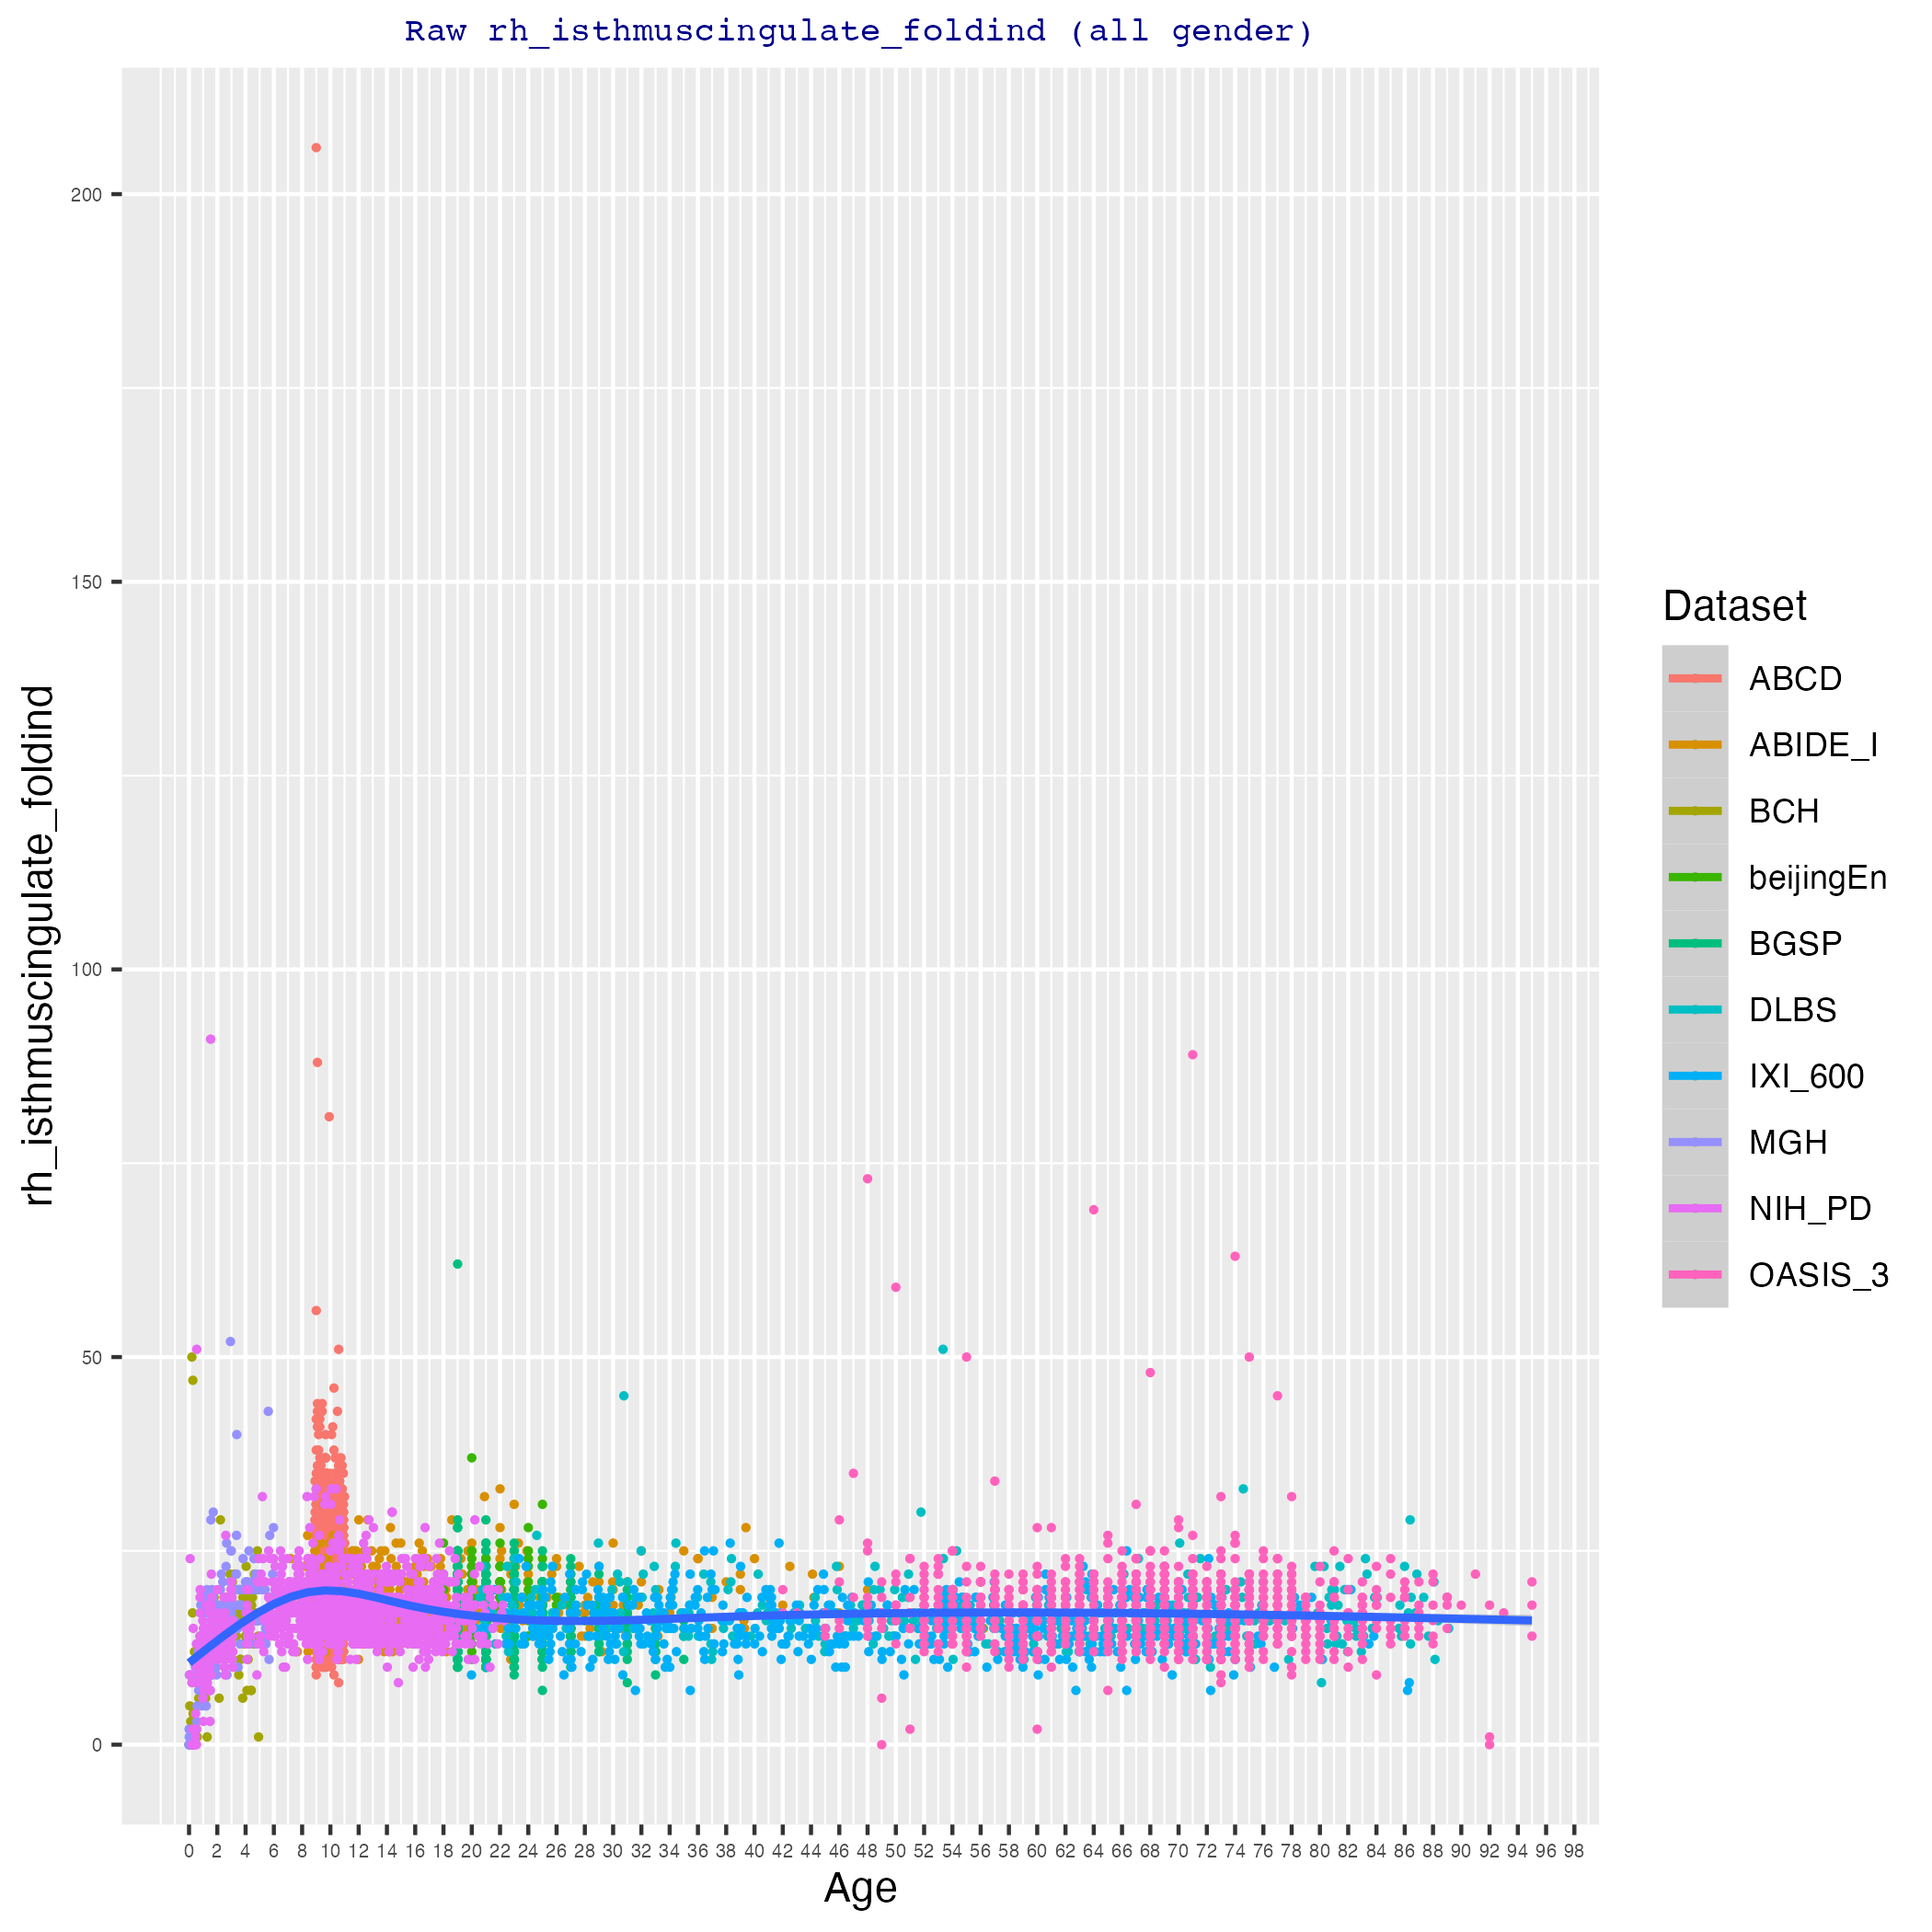 Raw rh_isthmuscingulate_foldind (all gender)
rh_isthmuscingulate_foldind
200
150
100
50
0
0 2 4 6 8 10 12 14 16 18 20 22 24 26 28 30 32 34 36 38 40 42 44 46 48 50 52 54 56 58 60 62 64 66 68 70 72 74 76 78 80 82 84 86 88 90 92 94 96 98
Age
Dataset
ABCD
ABIDE_I
BCH
beijingEn
BGSP
DLBS
IXI_600
MGH
NIH_PD
OASIS_3